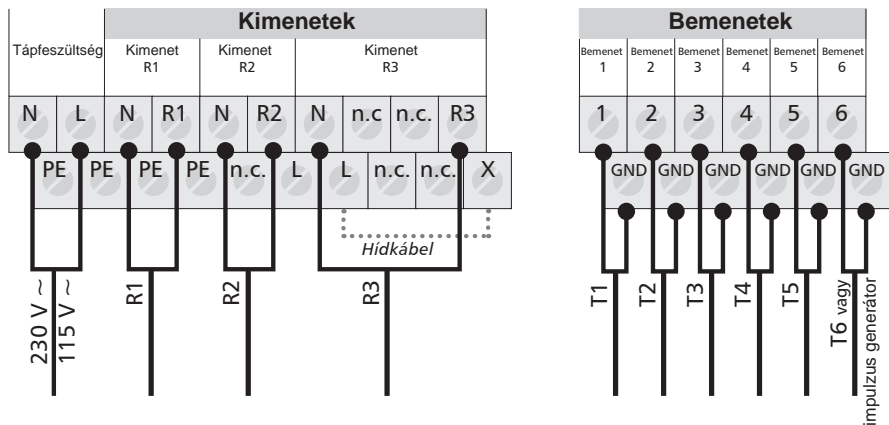 Kimenetek
Tápfeszültség
Kimenet
R1
Kimenet
R2
Kimenet
R3
N L N R1 N R2 N n.c n.c. R3
PE PE PE PE n.c. L L n.c. n.c. X
Hídkábel
230 V ~
115 V ~
R1
R2
R3
Bemenetek
Bemenet
1
Bemenet
2
Bemenet
3
Bemenet
4
Bemenet
5
Bemenet
6
1 2 3 4 5 6
GND GND GND GND GND GND
T1
T2
T3
T4
T5
T6 vagy
impulzus generátor